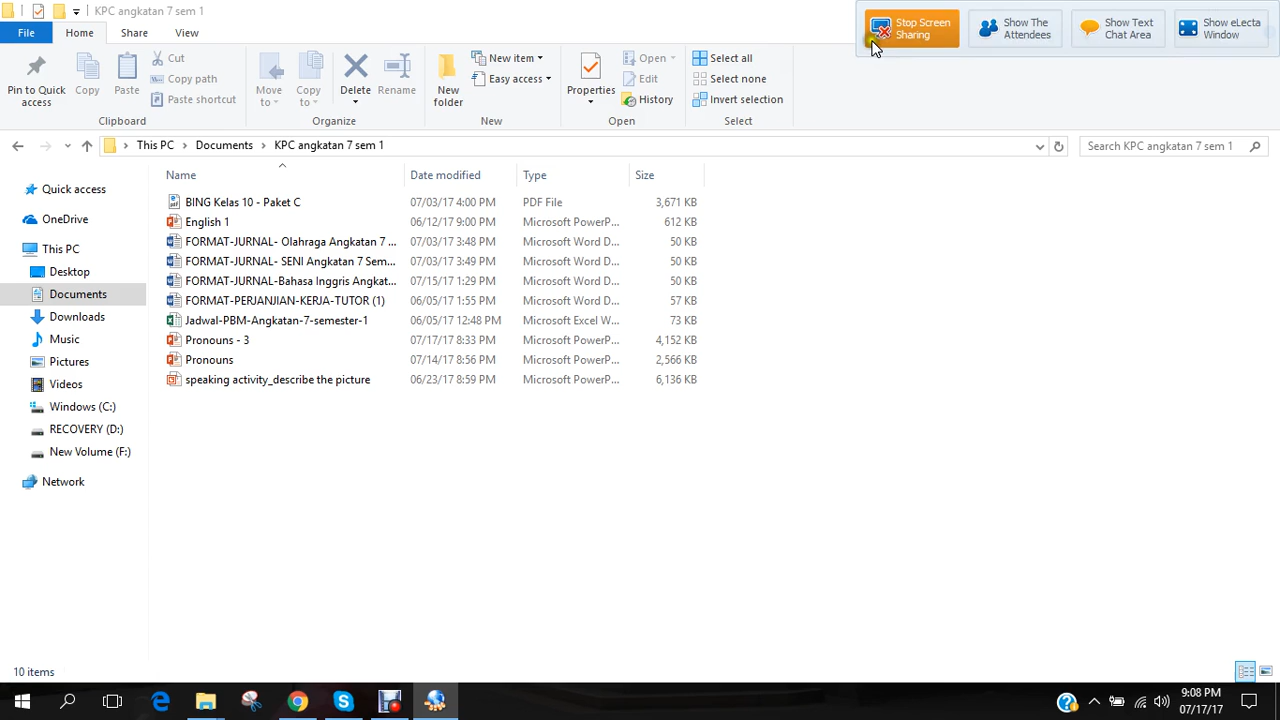 KPC angkatan 7 sem 1
File Home Share View
Stop Screen Sharing
Show The Attendees
Show Text Chat Area
Show eLecta Window
Pin to Quick access
Copy
Paste
Cut
Copy path
Paste shortcut
Clipboard
Move to
Copy to
Delete
Rename
Organize
New folder
New item
Easy access
New
Properties
Open
Edit
History
Open
Select all
Select none
Invert selection
Select
This PC Documents KPC angkatan 7 sem 1
Search KPC angkatan 7 sem 1
Quick access
OneDrive
This PC
Desktop
Documents
Downloads
Music
Pictures
Videos
Windows (C:)
RECOVERY (D:)
New Volume (F:)
Network
Name Date modified Type Size
BING Kelas 10 - Paket C 07/03/17 4:00 PM PDF File 3,671 KB
English 1 06/12/17 9:00 PM Microsoft PowerP... 612 KB
FORMAT-JURNAL- Olahraga Angkatan 7 ... 07/03/17 3:48 PM Microsoft Word D... 50 KB
FORMAT-JURNAL- SENI Angkatan 7 Sem... 07/03/17 3:49 PM Microsoft Word D... 50 KB
FORMAT-JURNAL-Bahasa Inggris Angkat... 07/15/17 1:29 PM Microsoft Word D... 50 KB
FORMAT-PERJANJIAN-KERJA-TUTOR (1) 06/05/17 1:55 PM Microsoft Word D... 57 KB
Jadwal-PBM-Angkatan-7-semester-1 06/05/17 12:48 PM Microsoft Excel W... 73 KB
Pronouns - 3 07/17/17 8:33 PM Microsoft PowerP... 4,152 KB
Pronouns 07/14/17 8:56 PM Microsoft PowerP... 2,566 KB
speaking activity_describe the picture 06/23/17 8:59 PM Microsoft PowerP... 6,136 KB
10 items
9:08 PM
07/17/17